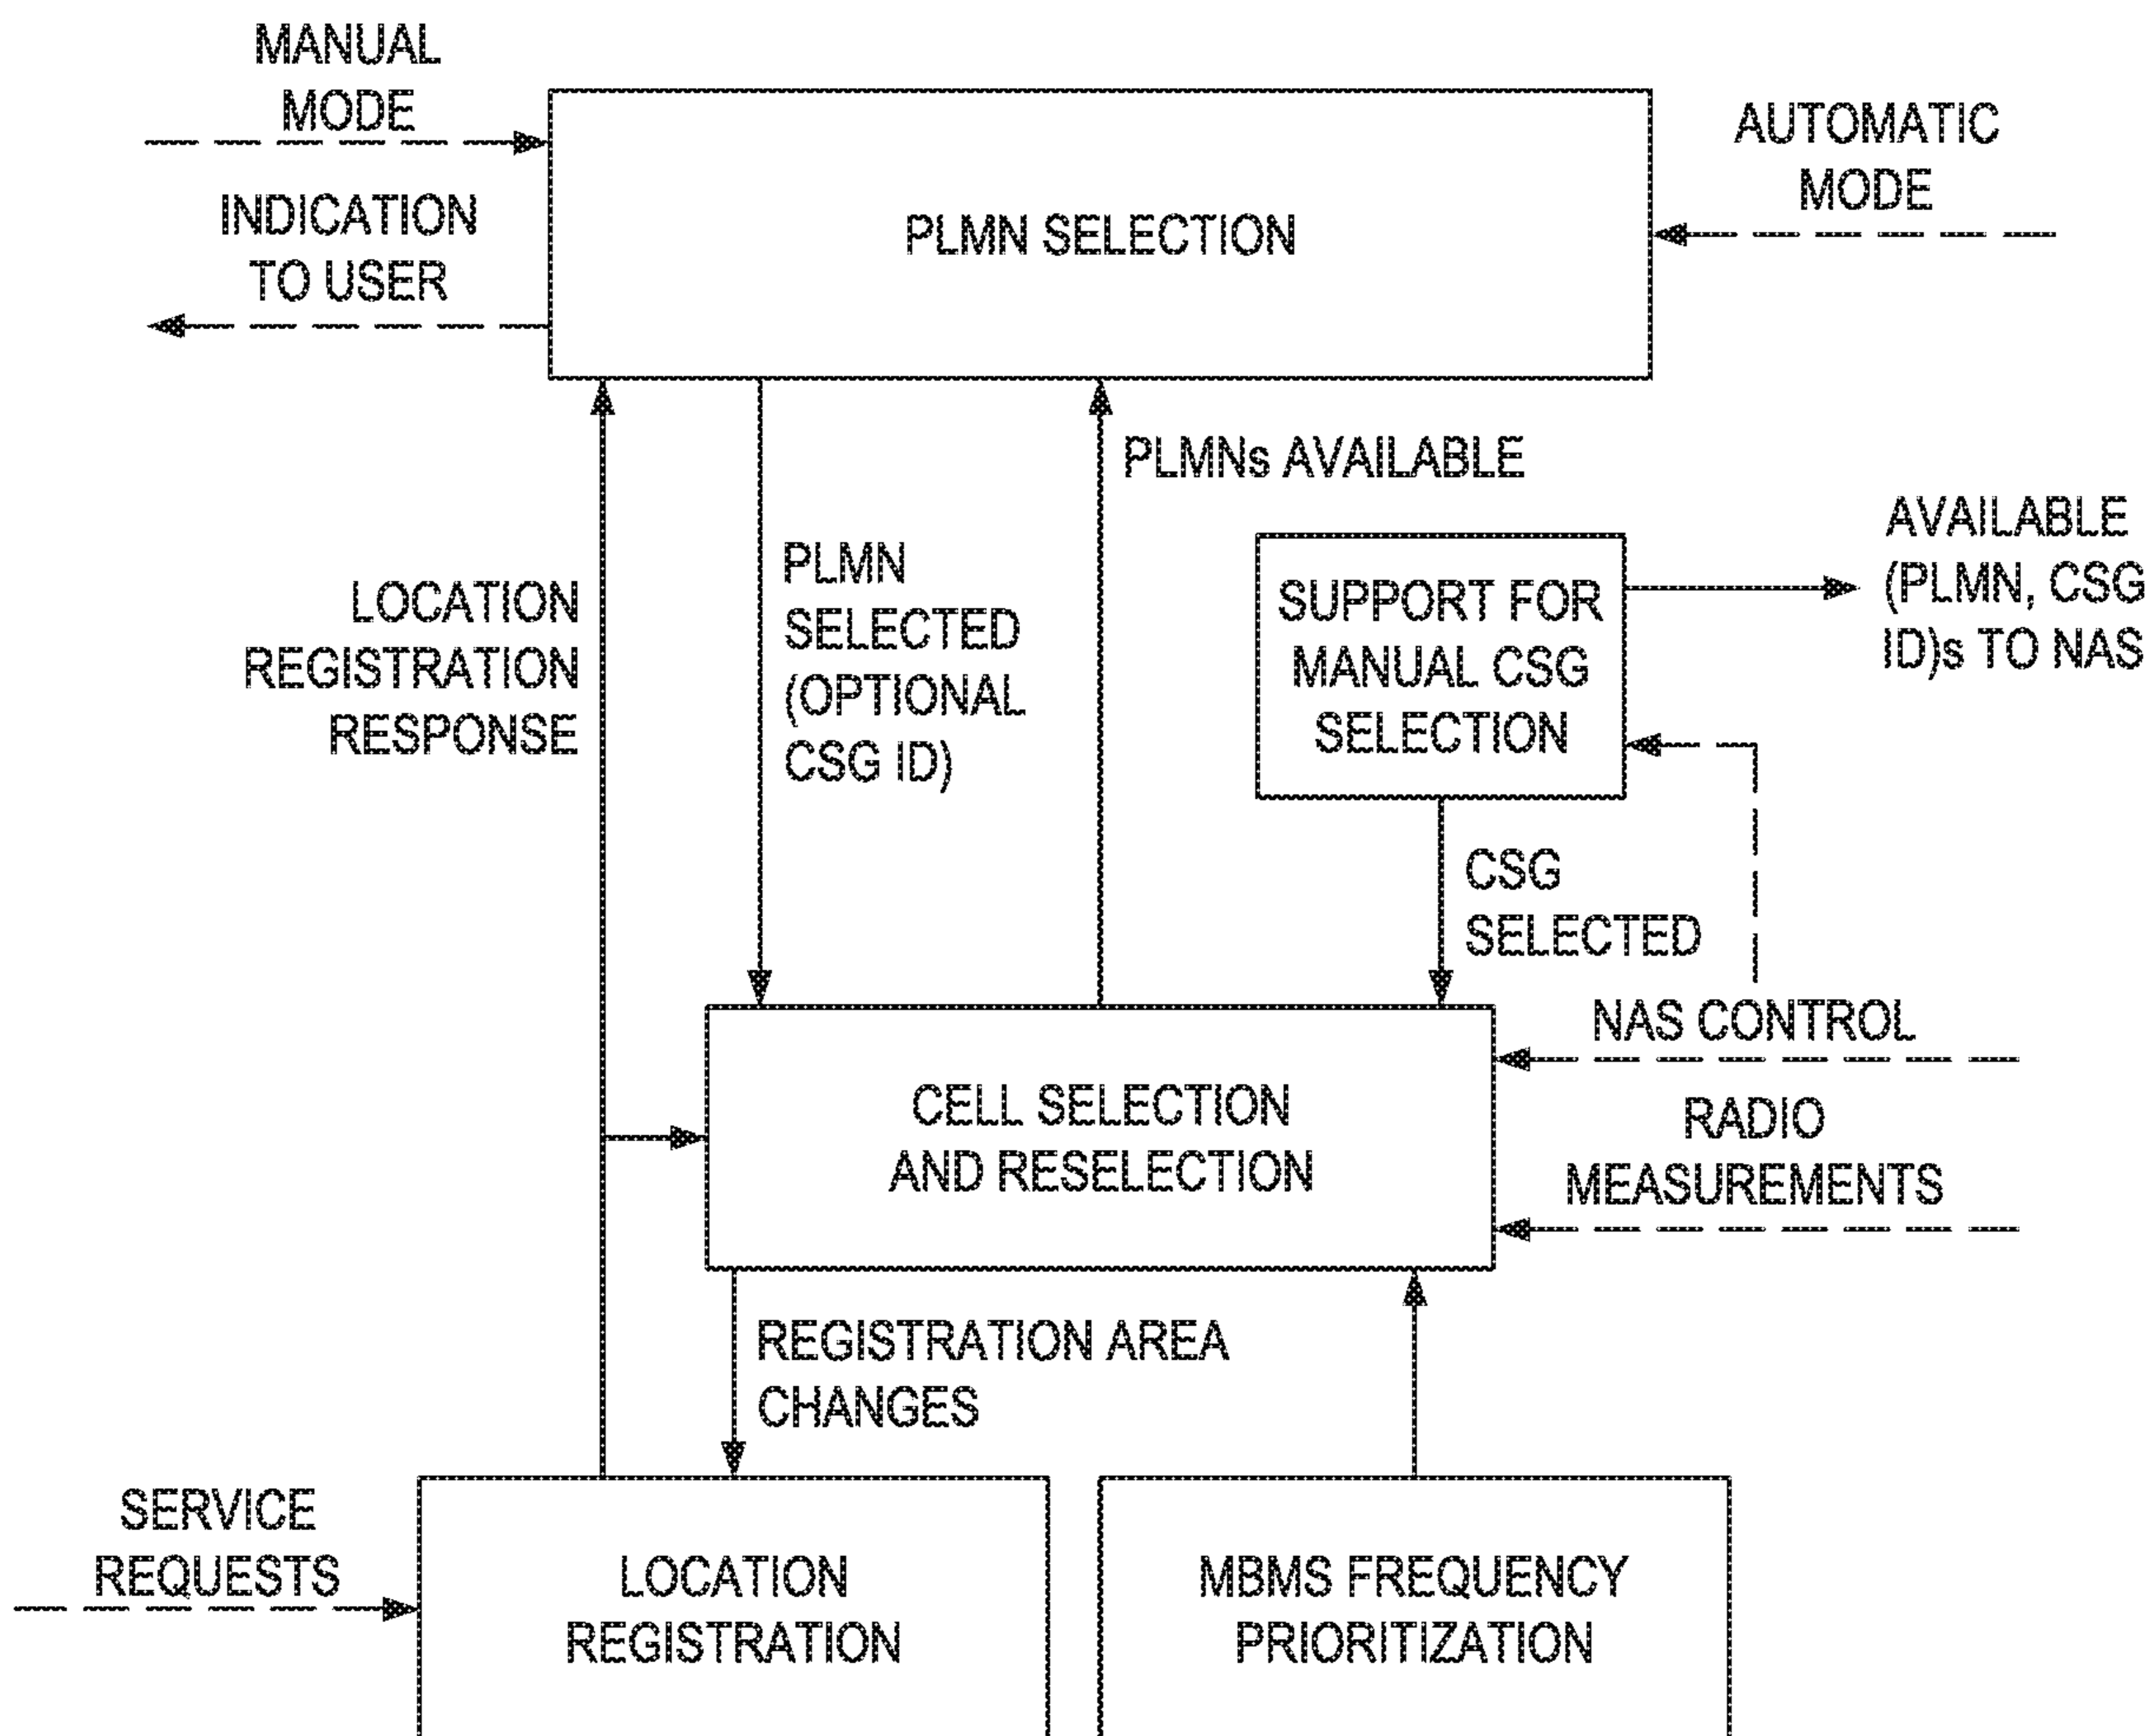 MANUAL
MODE
AUTOMATIC
MODE
INDICATION
TO USER
PLMN SELECTION
PLMNs AVAILABLE
AVAILABLE
(PLMN, CSG
ID)s TO NAS
PLMN
SELECTED
(OPTIONAL
CSG ID)
LOCATION
REGISTRATION
RESPONSE
SUPPORT FOR
MANUAL CSG
SELECTION
CSG
SELECTED
NAS CONTROL
CELL SELECTION
AND RESELECTION
RADIO
MEASUREMENTS
REGISTRATION AREA
CHANGES
SERVICE
REQUESTS
LOCATION
REGISTRATION
MBMS FREQUENCY
PRIORITIZATION